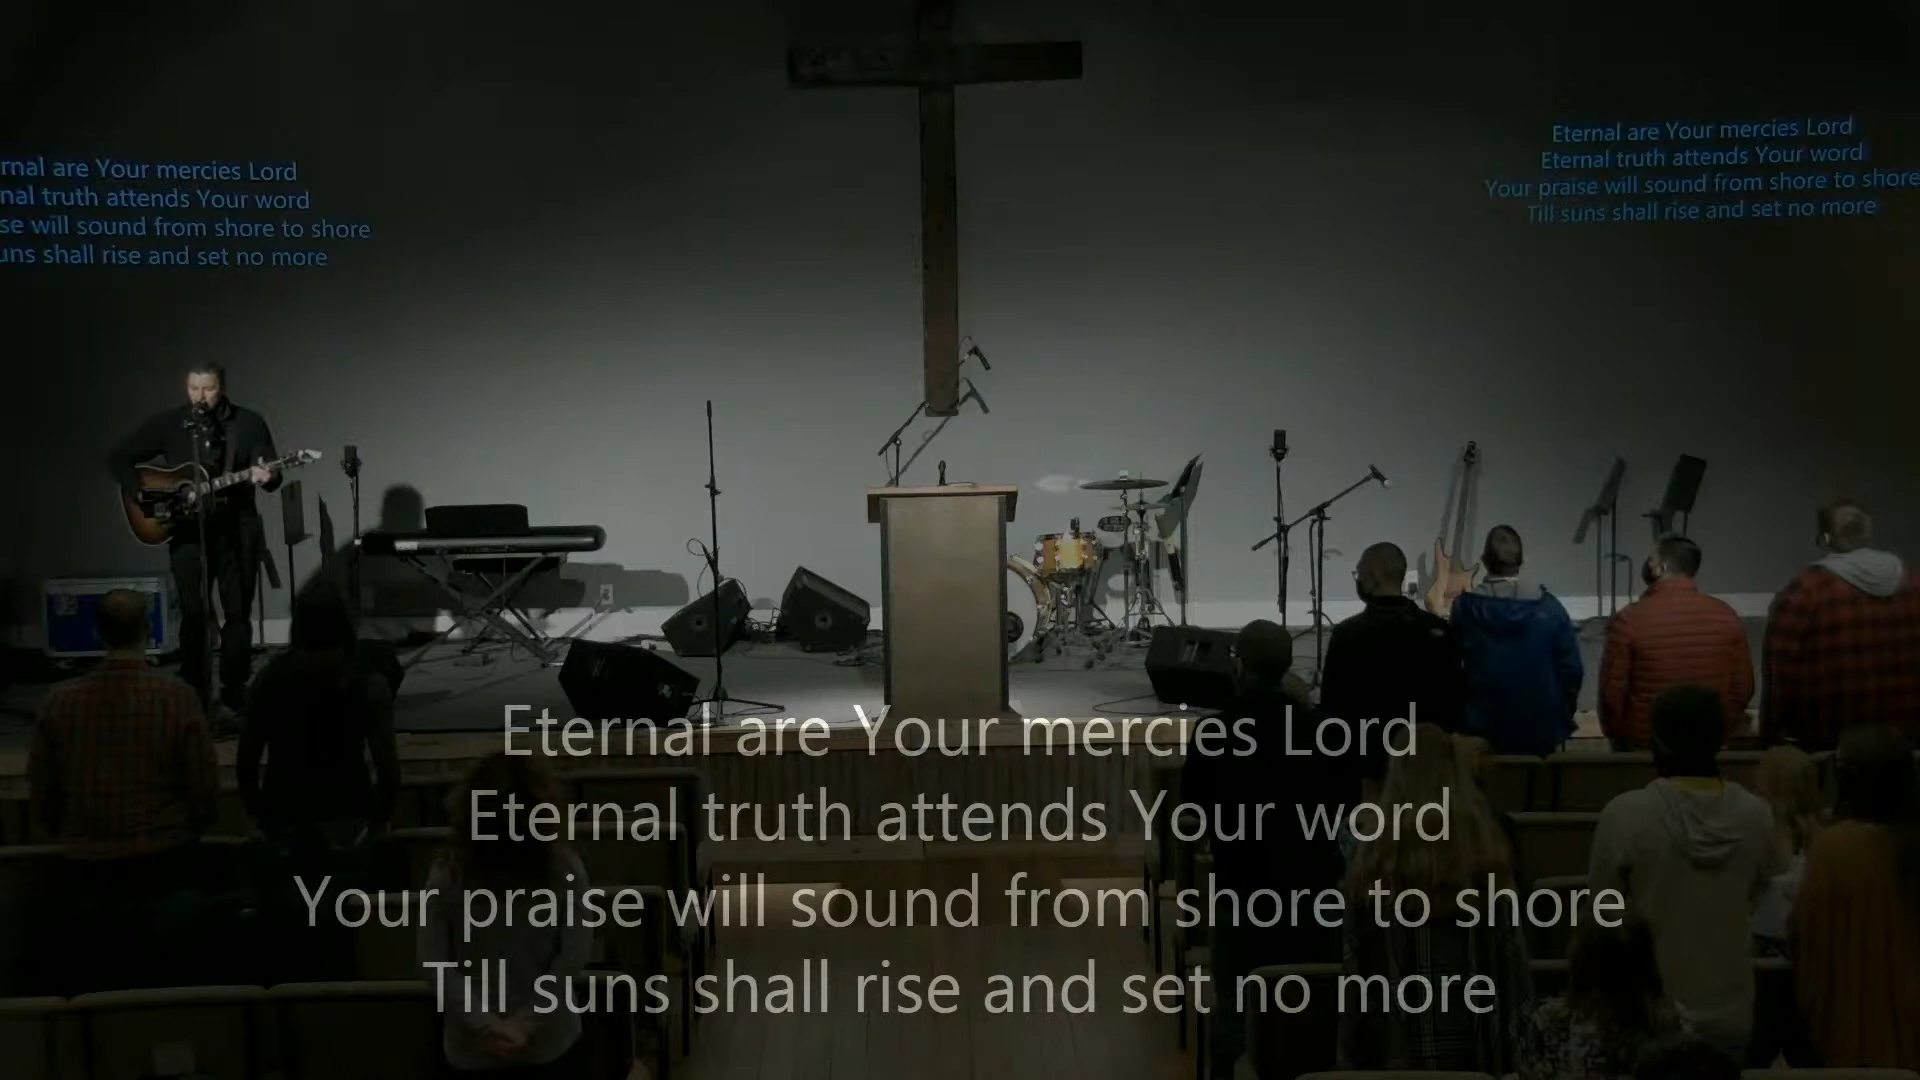 rnal are Your mercies Lord
nal truth attends Your word
se will sound from shore to shore
uns shall rise and set no more
Eternal are Your mercies Lord
Eternal truth attends Your word
Your praise will sound from shore to shore
Till suns shall rise and set no more
Eternal are Your mercies Lord
Eternal truth attends Your word
Your praise will sound from shore to shore
Till suns shall rise and set no more